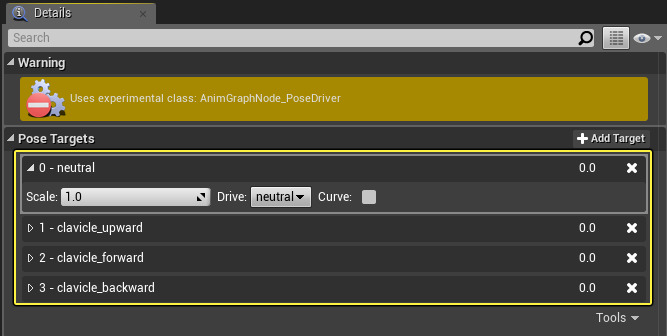 Details
Search
Warning
Uses experimental class: AnimGraphNode_PoseDriver
Pose Targets + Add Target
0 - neutral 0.0
Scale: 1.0 Drive: neutral Curve:
1 - clavicle_upward 0.0
2 - clavicle_forward 0.0
3 - clavicle_backward 0.0
Tools